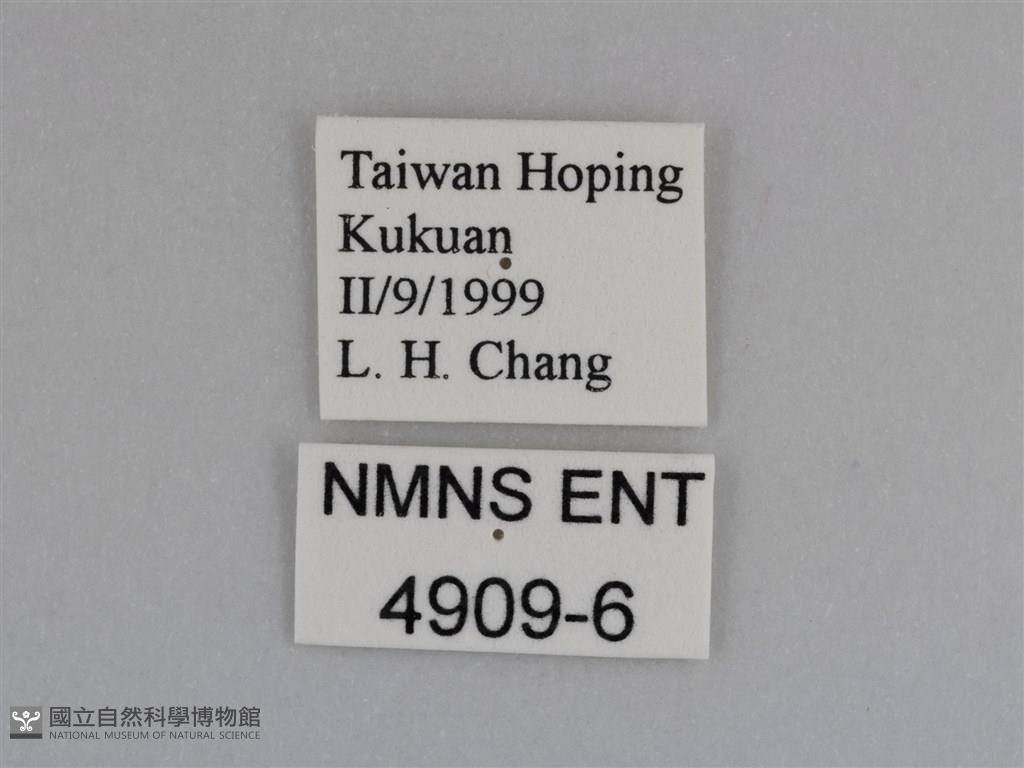 Taiwan Hoping
Kukuan
II/9/1999
L. H. Chang
NMNS ENT
4909-6
國立自然科學博物館
NATIONAL MUSEUM OF NATURAL SCIENCE